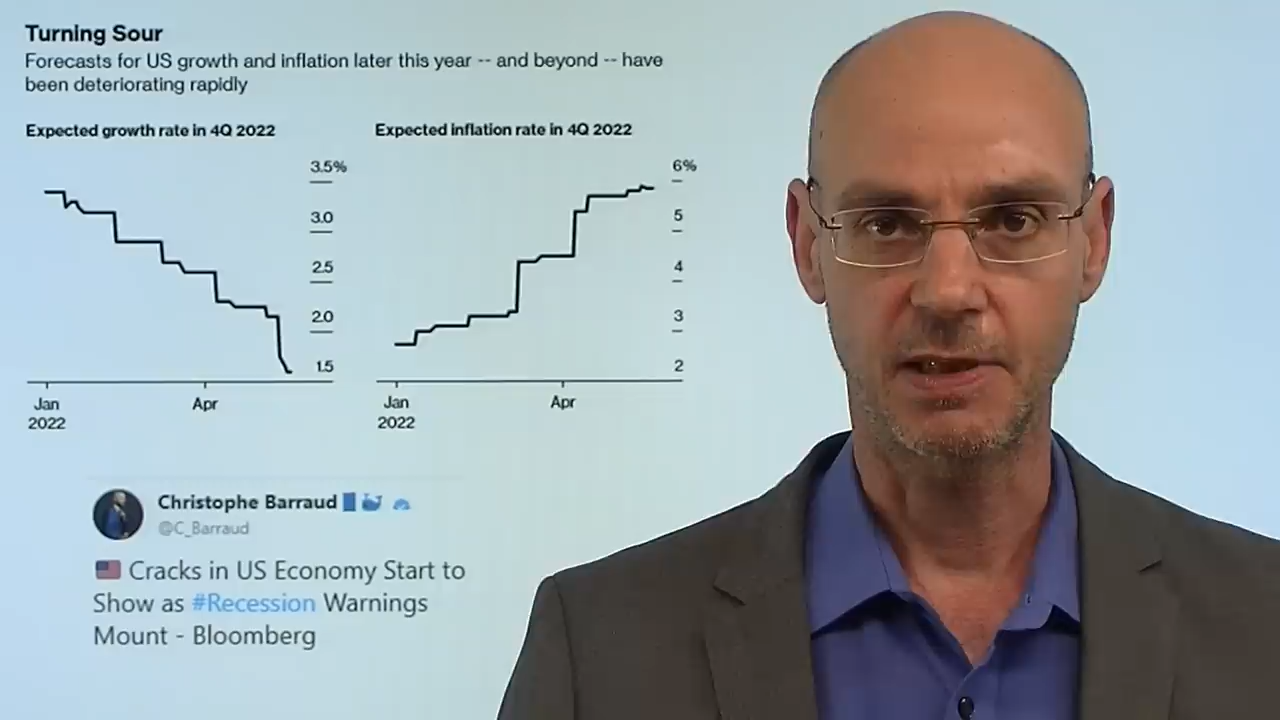 Turning Sour
Forecasts for US growth and inflation later this year -- and beyond -- have
been deteriorating rapidly
Expected growth rate in 4Q 2022
3.5%
3.0
2.5
2.0
1.5
Jan
2022
Apr
Expected inflation rate in 4Q 2022
6%
5
4
3
2
Jan
2022
Apr
Christophe Barraud
@C_Barraud
Cracks in US Economy Start to
Show as #Recession Warnings
Mount - Bloomberg